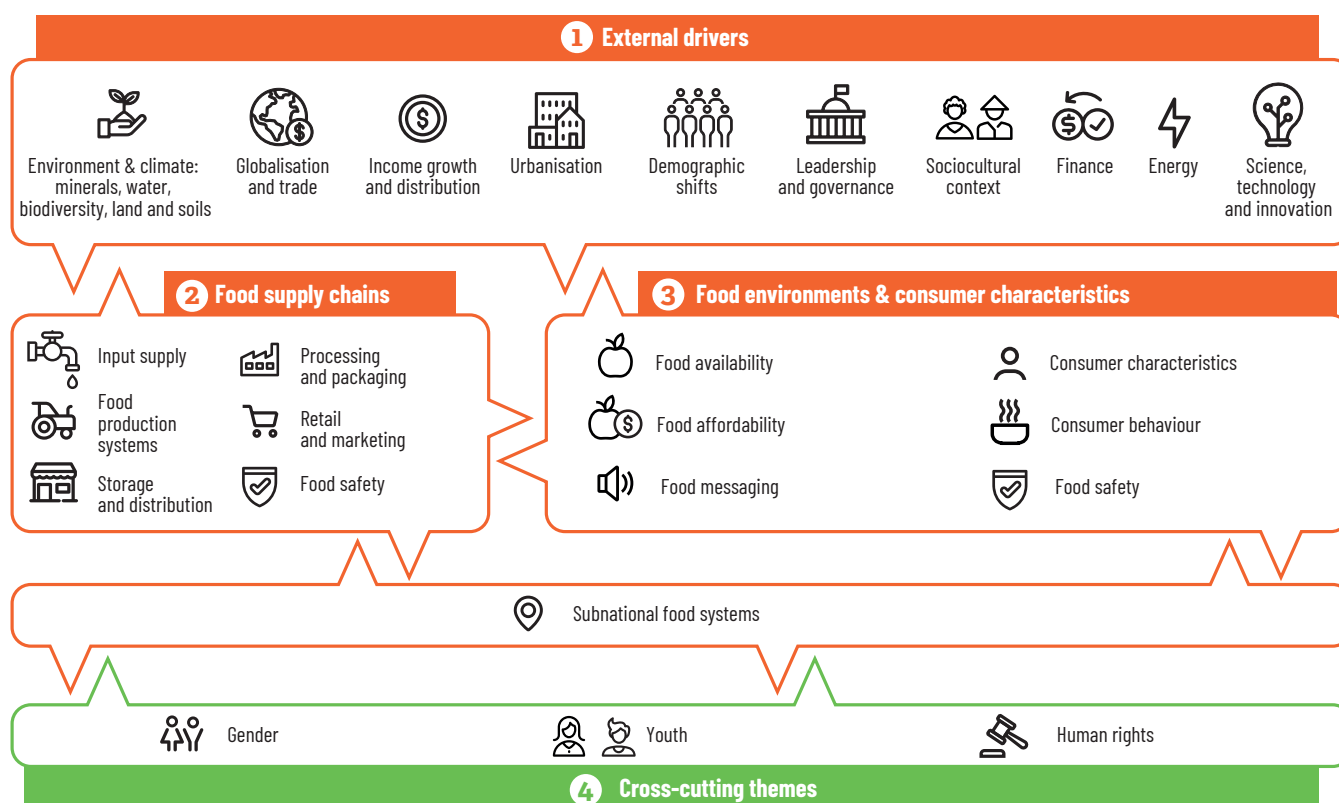 1 External drivers
Environment & climate:
minerals, water,
biodiversity, land and soils
Globalisation
and trade
Income growth
and distribution
Urbanisation
Demographic
shifts
Leadership
and governance
Sociocultural
context
Finance
Energy
Science,
technology
and innovation
2 Food supply chains
Input supply
Food
production
systems
Storage
and distribution
Processing
and packaging
Retail
and marketing
Food safety
3 Food environments & consumer characteristics
Food availability
Food affordability
Food messaging
Consumer characteristics
Consumer behaviour
Food safety
Subnational food systems
Gender
Youth
Human rights
4 Cross-cutting themes